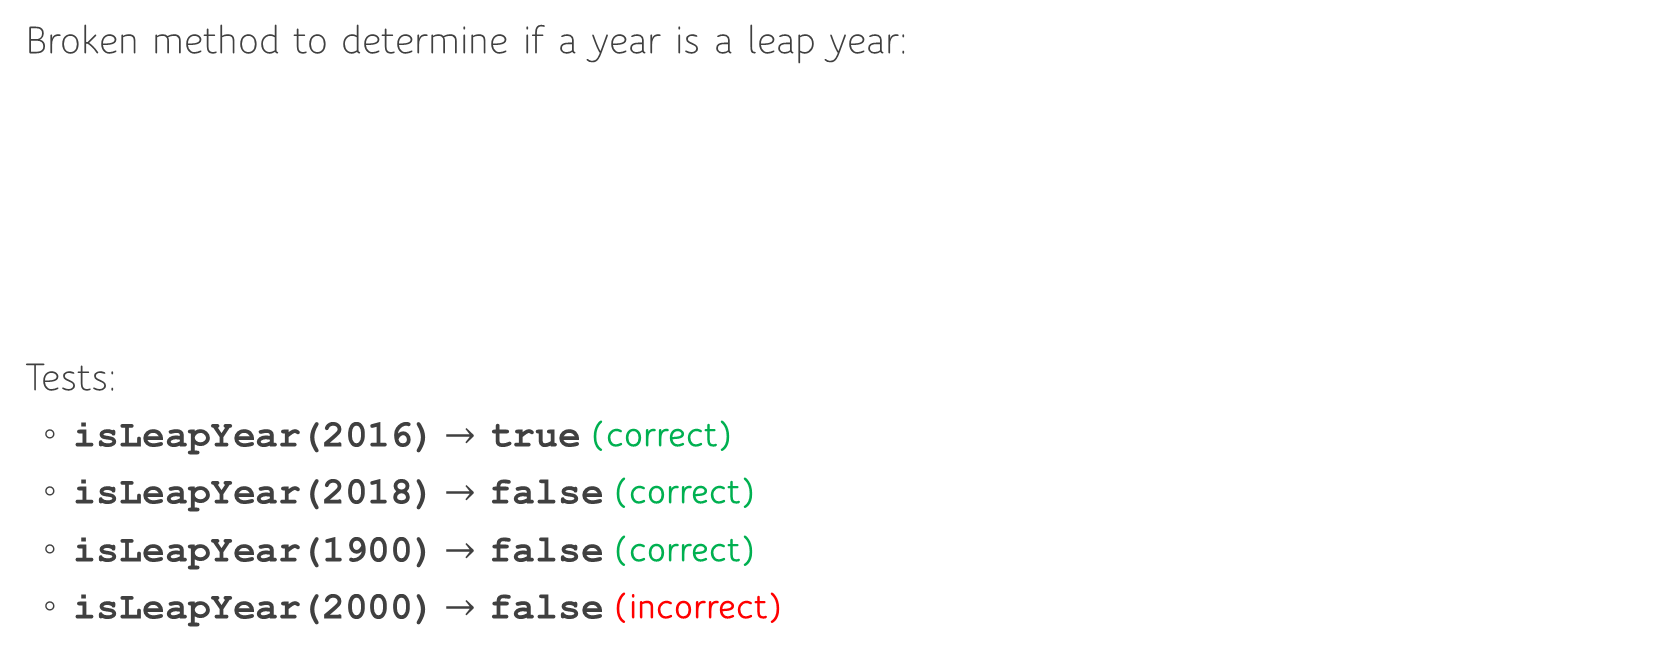 Broken method to determine if a year is a leap year:
Tests:
◦ isLeapYear(2016) → true (correct)
◦ isLeapYear(2018) → false (correct)
◦ isLeapYear(1900) → false (correct)
◦ isLeapYear(2000) → false (incorrect)